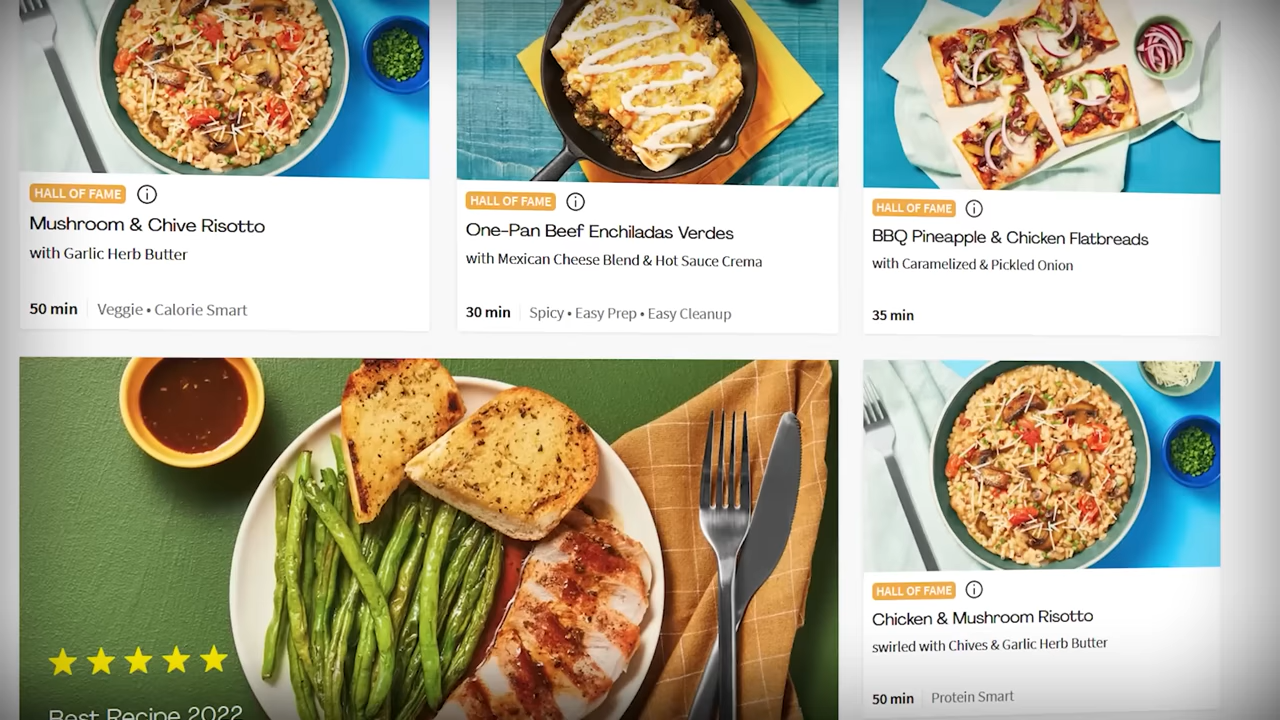 HALL OF FAME
Mushroom & Chive Risotto
with Garlic Herb Butter
50 min
Veggie • Calorie Smart
HALL OF FAME
One-Pan Beef Enchiladas Verdes
with Mexican Cheese Blend & Hot Sauce Crema
30 min
Spicy • Easy Prep • Easy Cleanup
HALL OF FAME
BBQ Pineapple & Chicken Flatbreads
with Caramelized & Pickled Onion
35 min
Best Recipe 2022
HALL OF FAME
Chicken & Mushroom Risotto
swirled with Chives & Garlic Herb Butter
50 min
Protein Smart